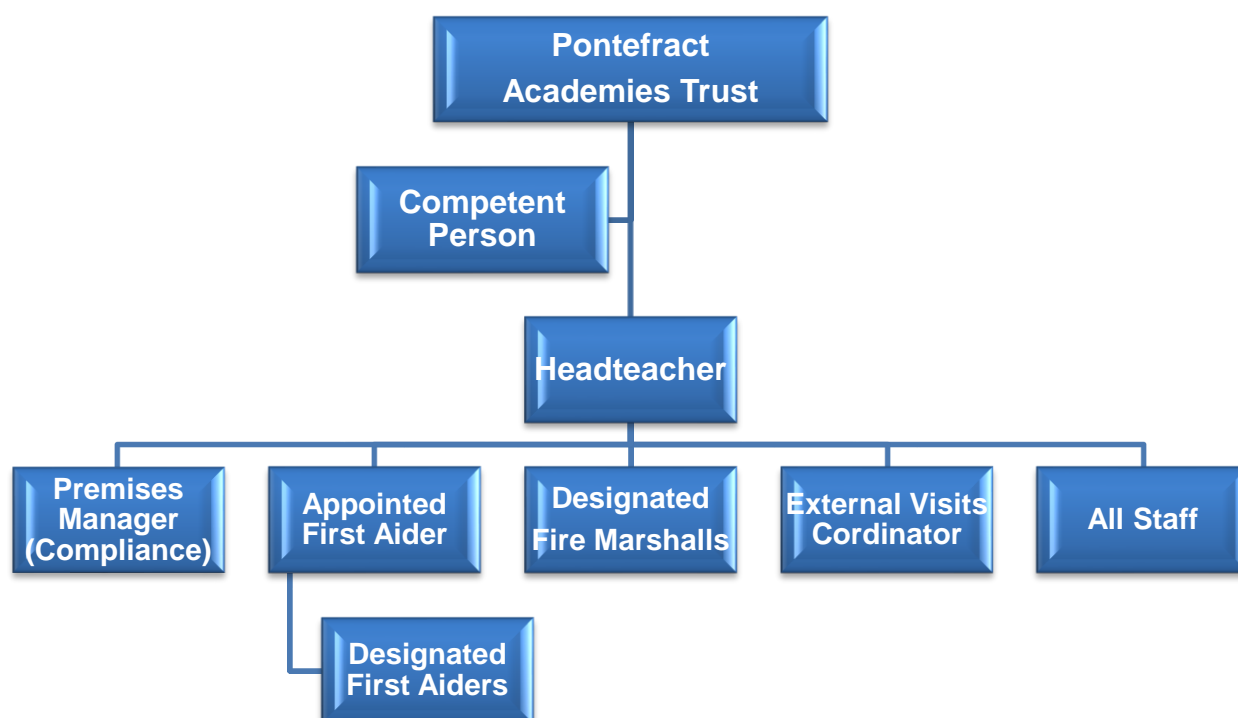 Pontefract
Academies Trust
Competent
Person
Headteacher
Premises
Manager
(Compliance)
Appointed
First Aider
Designated
Fire Marshalls
External Visits
Cordinator
All Staff
Designated
First Aiders